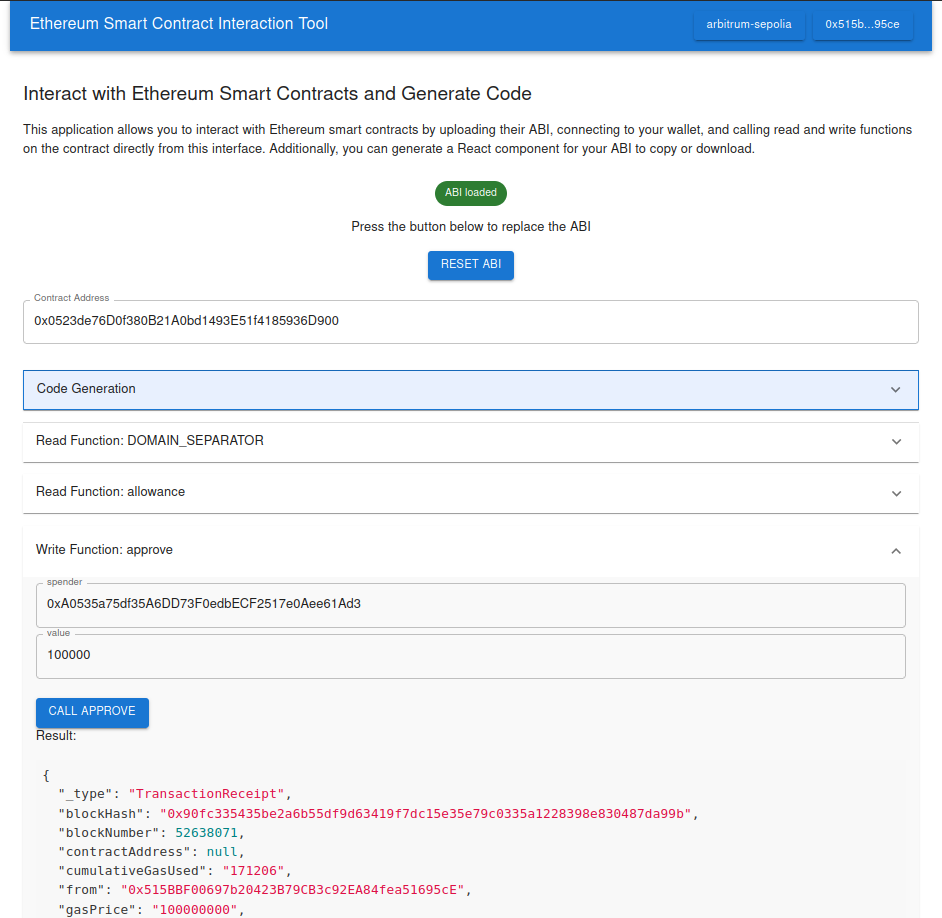 Ethereum Smart Contract Interaction Tool
arbitrum-sepolia
0x515b...95ce
Interact with Ethereum Smart Contracts and Generate Code
This application allows you to interact with Ethereum smart contracts by uploading their ABI, connecting to your wallet, and calling read and write functions
on the contract directly from this interface. Additionally, you can generate a React component for your ABI to copy or download.
ABI loaded
Press the button below to replace the ABI
RESET ABI
Contract Address
0x0523de76D0f380B21A0bd1493E51f4185936D900
Code Generation
Read Function: DOMAIN_SEPARATOR
Read Function: allowance
Write Function: approve
spender
0xA0535a75df35A6DD73F0edbECF2517e0Aee61Ad3
value
100000
CALL APPROVE
Result:
{
"_type": "TransactionReceipt",
"blockHash": "0x90fc335435be2a6b55df9d63419f7dc15e35e79c0335a1228398e830487da99b",
"blockNumber": 52638071,
"contractAddress": null,
"cumulativeGasUsed": "171206",
"from": "0x515BBF00697b20423B79CB3c92EA84fea51695cE",
"gasPrice": "100000000",